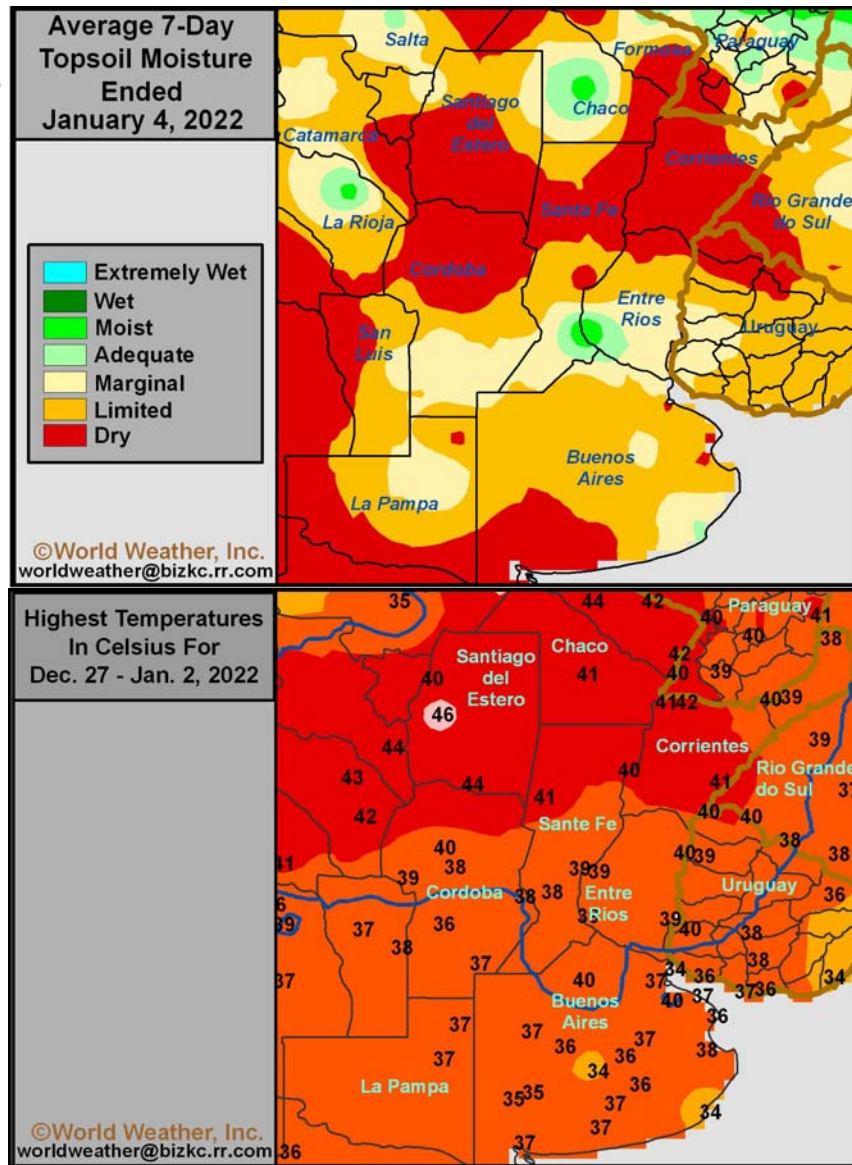 Average 7-Day
Topsoil Moisture
Ended
January 4, 2022
Extremely Wet
Wet
Moist
Adequate
Marginal
Limited
Dry
©World Weather, Inc.
worldweather@bizkc.rr.com
Salta
Formosa
Paraguay
Santiago
del
Estero
Chaco
Catamarca
Corrientes
Santa Fe
Rio Grande
do Sul
La Rioja
Cordoba
Entre
Rios
San
Luis
Uruguay
Buenos
Aires
La Pampa
Highest Temperatures
In Celsius For
Dec. 27 - Jan. 2, 2022
©World Weather, Inc.
worldweather@bizkc.rr.com
35
44
42
Paraguay
40
41
Chaco
40
38
Santiago
del
Estero
42
40
41
40
39
46
41
42
40
39
44
Corrientes
39
43
44
40
41
Rio Grande
do Sul
37
42
41
40
40
Sante Fe
38
40
41
38
39
39
39
40
39
38
Cordoba
38
38
Entre
Rios
Uruguay
36
39
37
36
39
40
38
38
38
37
40
37
34
36
37
36
34
37
Buenos
Aires
40
37
36
37
37
37
36
37
36
38
La Pampa
34
35
35
36
37
34
37
37
36